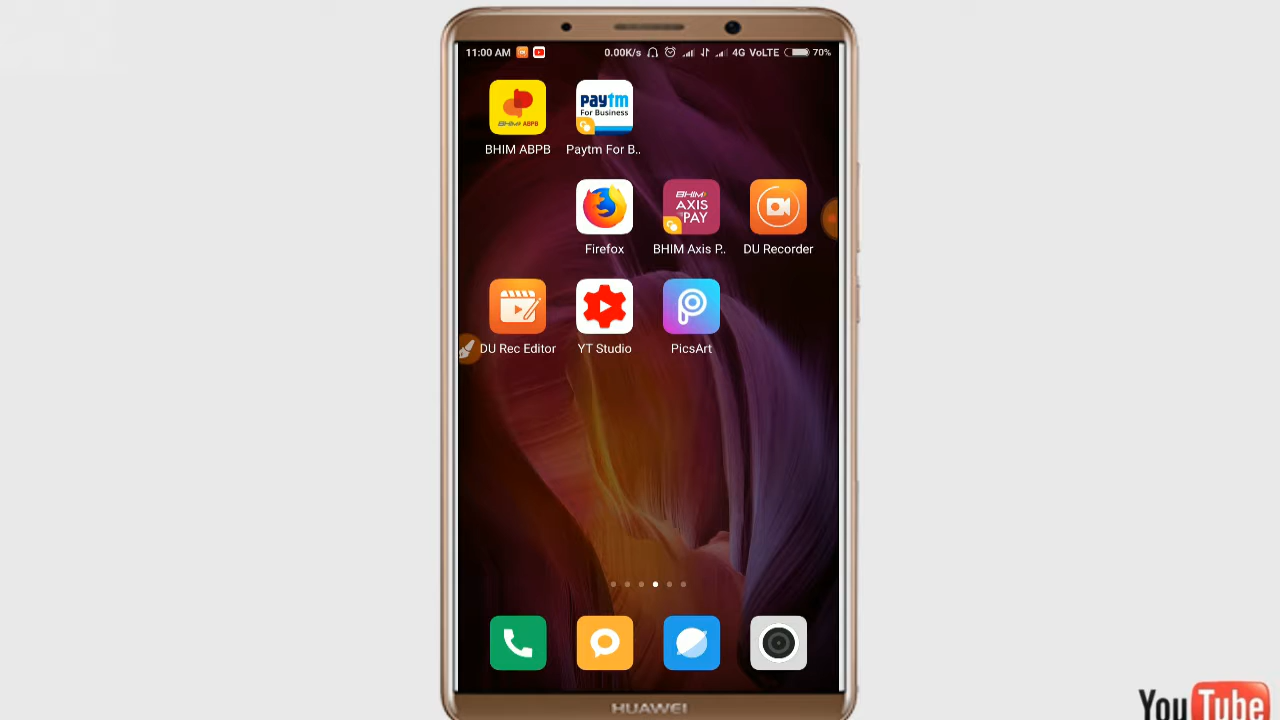 11:00 AM 0.00K/s 4G VoLTE 70%
BHIM ABPB
paytm
For Business
BHIM ABPB Paytm For B..
BHIM
AXIS
PAY
Firefox BHIM Axis P.. DU Recorder
DU Rec Editor YT Studio PicsArt
HUAWEI
YouTube